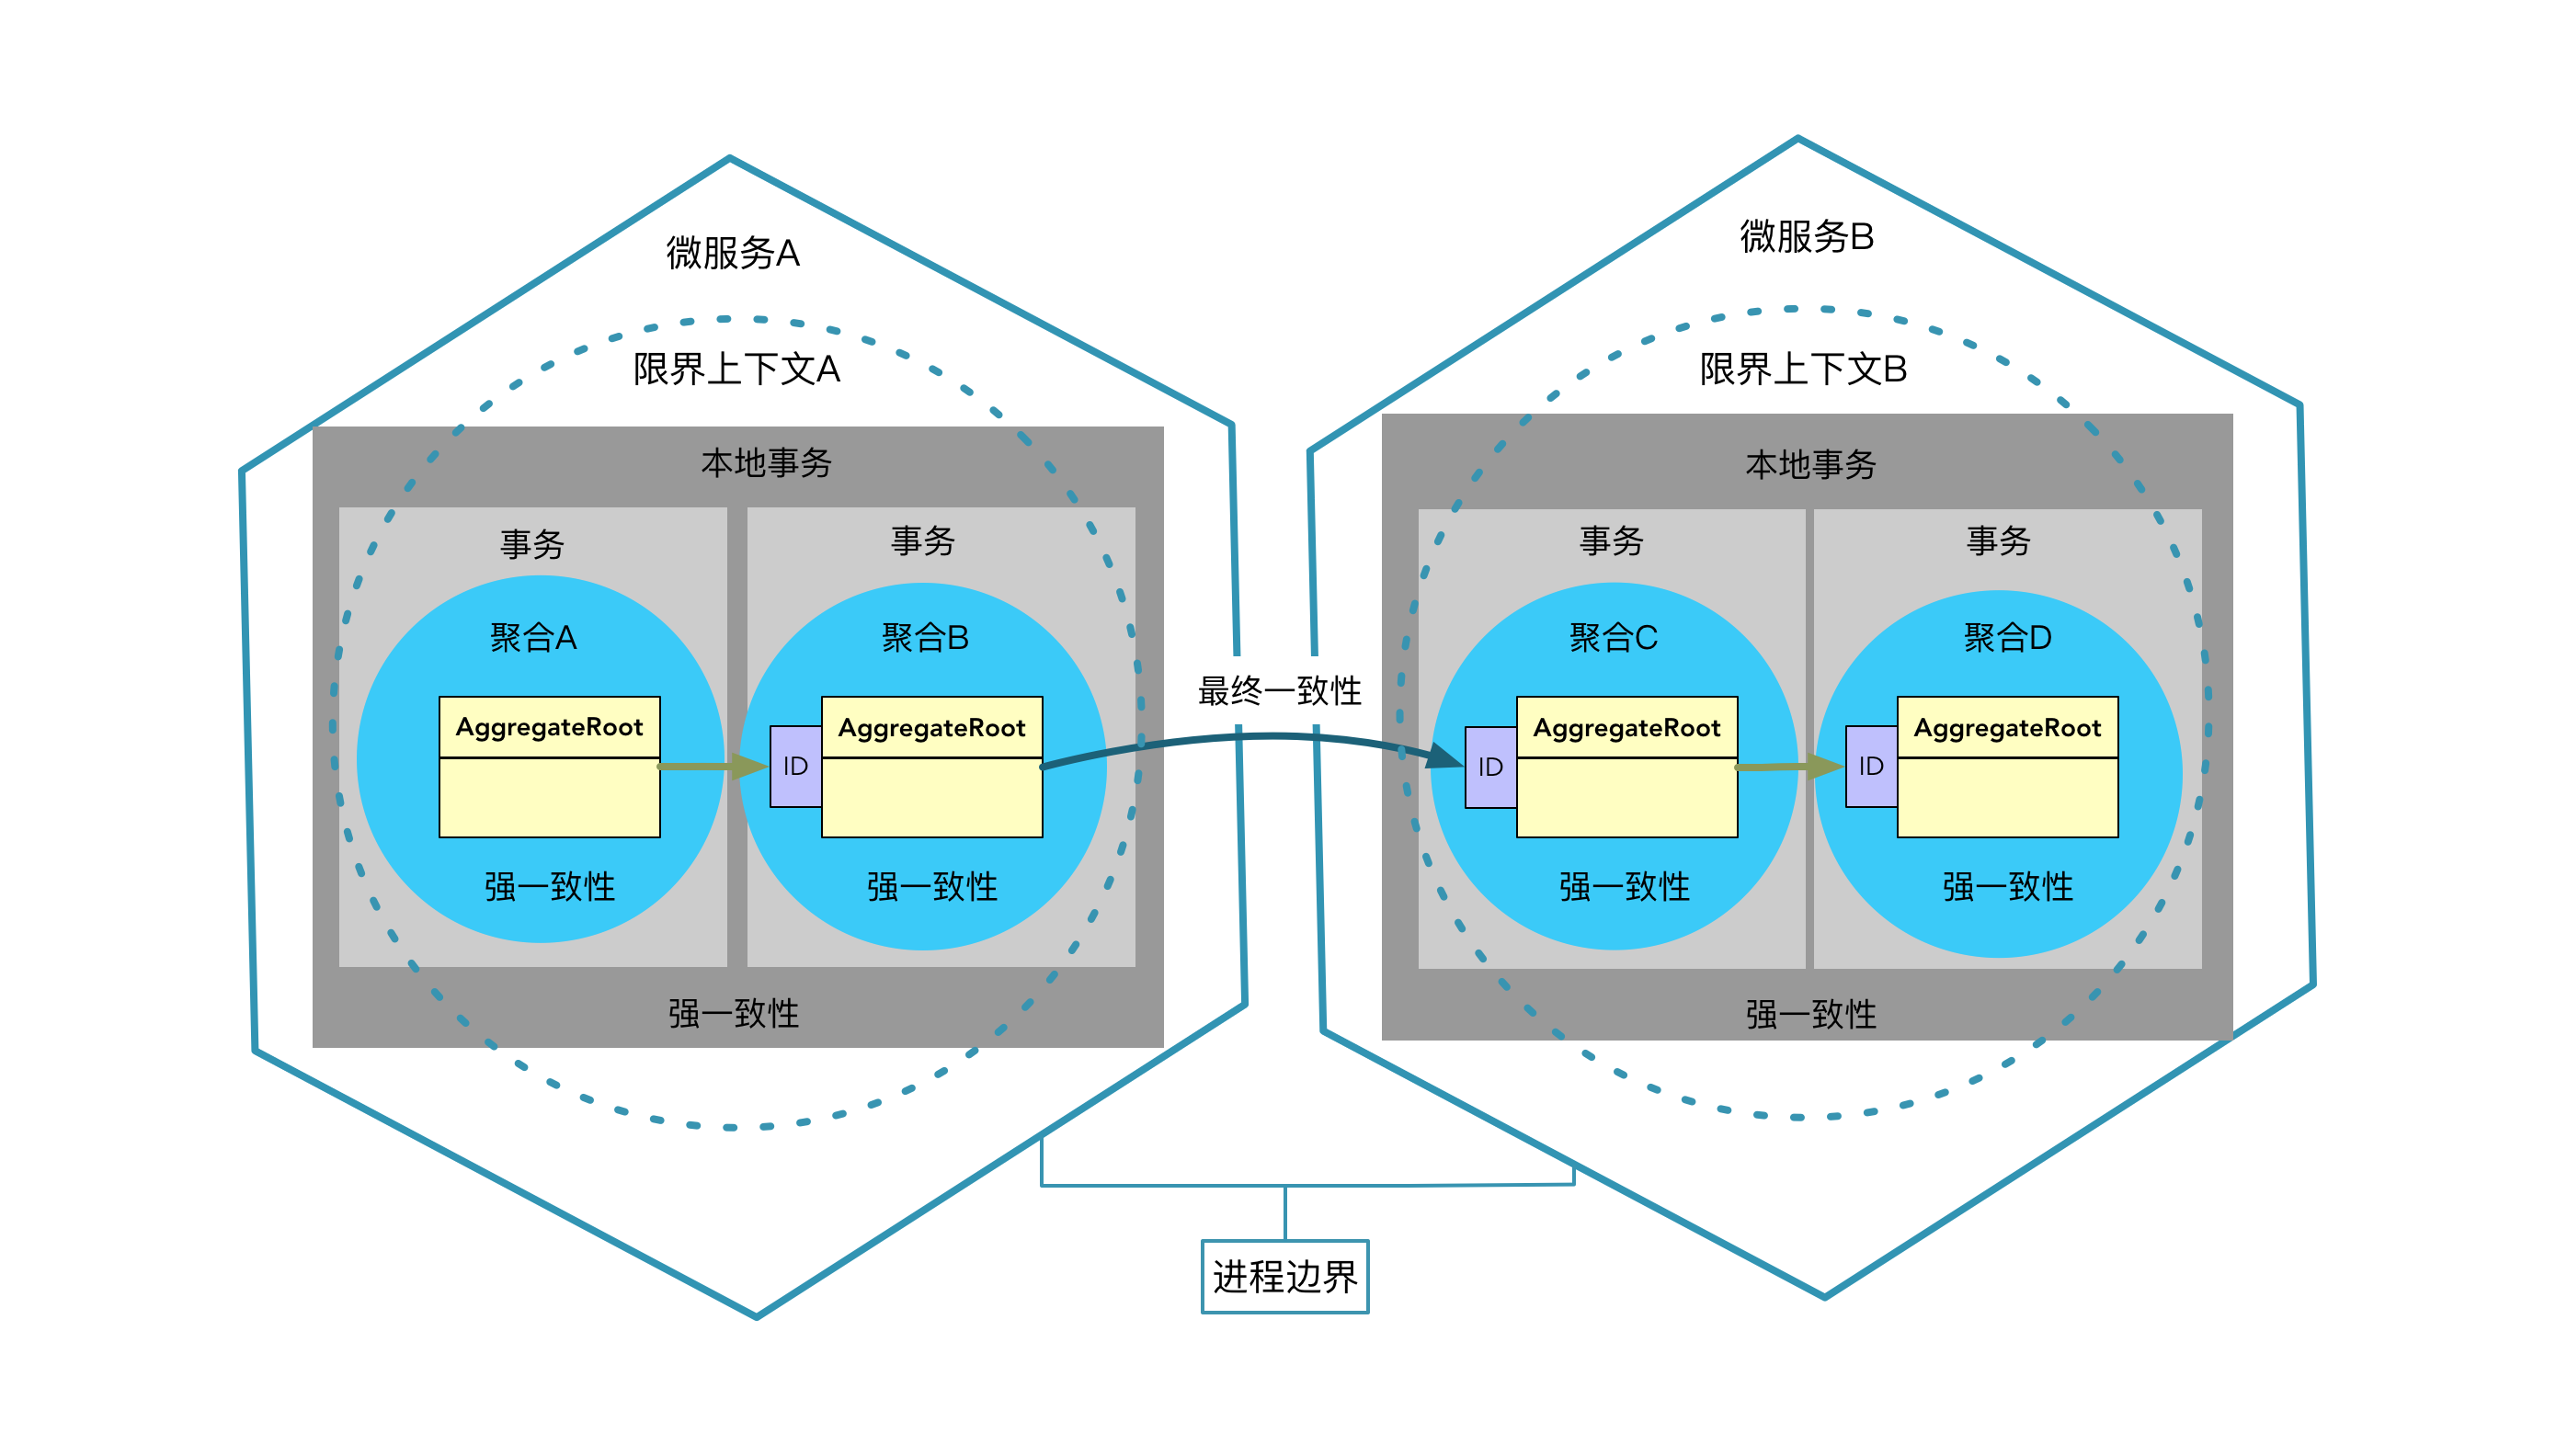 微服务A
限界上下文A
本地事务
事务
事务
聚合A
聚合B
AggregateRoot
ID
AggregateRoot
强一致性
强一致性
强一致性
最终一致性
微服务B
限界上下文B
本地事务
事务
事务
聚合C
聚合D
ID
AggregateRoot
ID
AggregateRoot
强一致性
强一致性
强一致性
进程边界